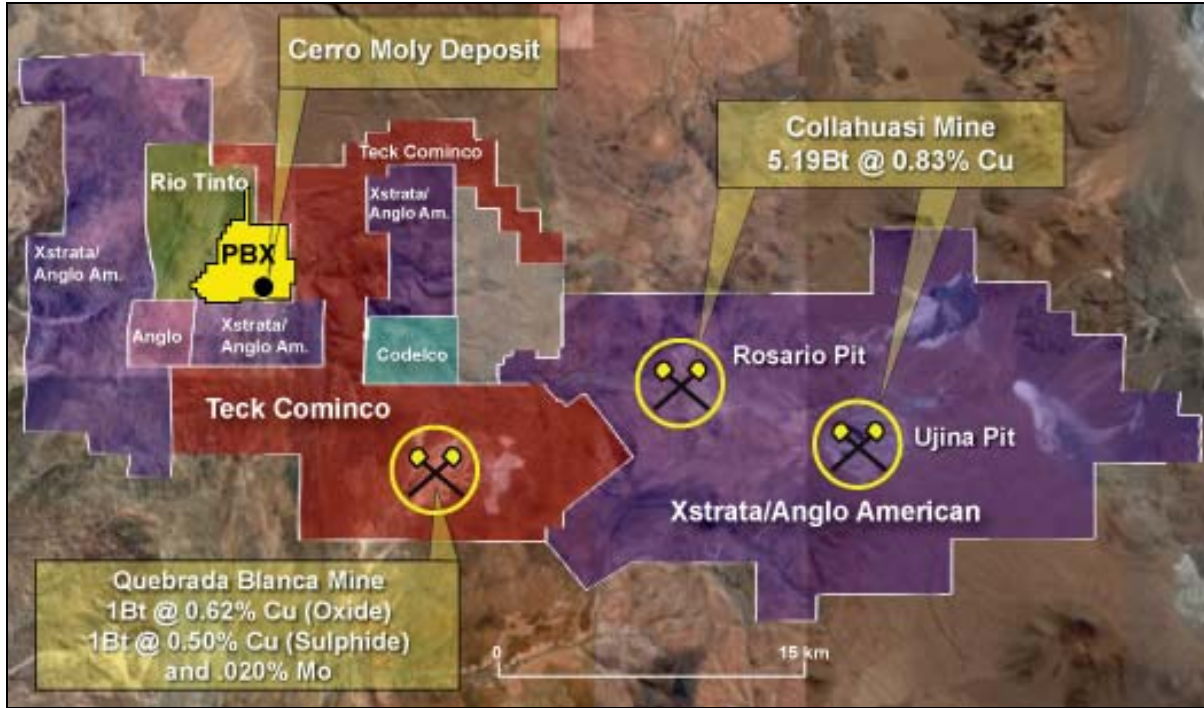 Cerro Moly Deposit
Collahuasi Mine
5.19Bt @ 0.83% Cu
Teck Cominco
Rio Tinto
Xstrata/
Anglo Am.
PBX
Xstrata/
Anglo Am.
Anglo
Xstrata/
Anglo Am.
Codelco
Rosario Pit
Teck Cominco
Ujina Pit
Xstrata/Anglo American
Quebrada Blanca Mine
1Bt @ 0.62% Cu (Oxide)
1Bt @ 0.50% Cu (Sulphide)
and .020% Mo
0
15 km